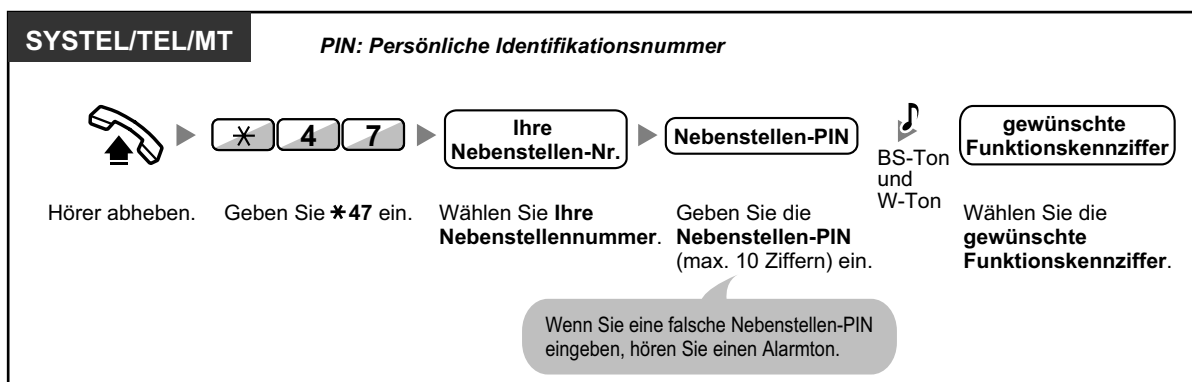 SYSTEL/TEL/MT
PIN: Persönliche Identifikationsnummer
✳ 4 7
Ihre
Nebenstellen-Nr.
Nebenstellen-PIN
BS-Ton
und
W-Ton
gewünschte
Funktionskennziffer
Hörer abheben.
Geben Sie ✳47 ein.
Wählen Sie Ihre
Nebenstellennummer.
Geben Sie die
Nebenstellen-PIN
(max. 10 Ziffern) ein.
Wählen Sie die
gewünschte
Funktionskennziffer.
Wenn Sie eine falsche Nebenstellen-PIN
eingeben, hören Sie einen Alarmton.